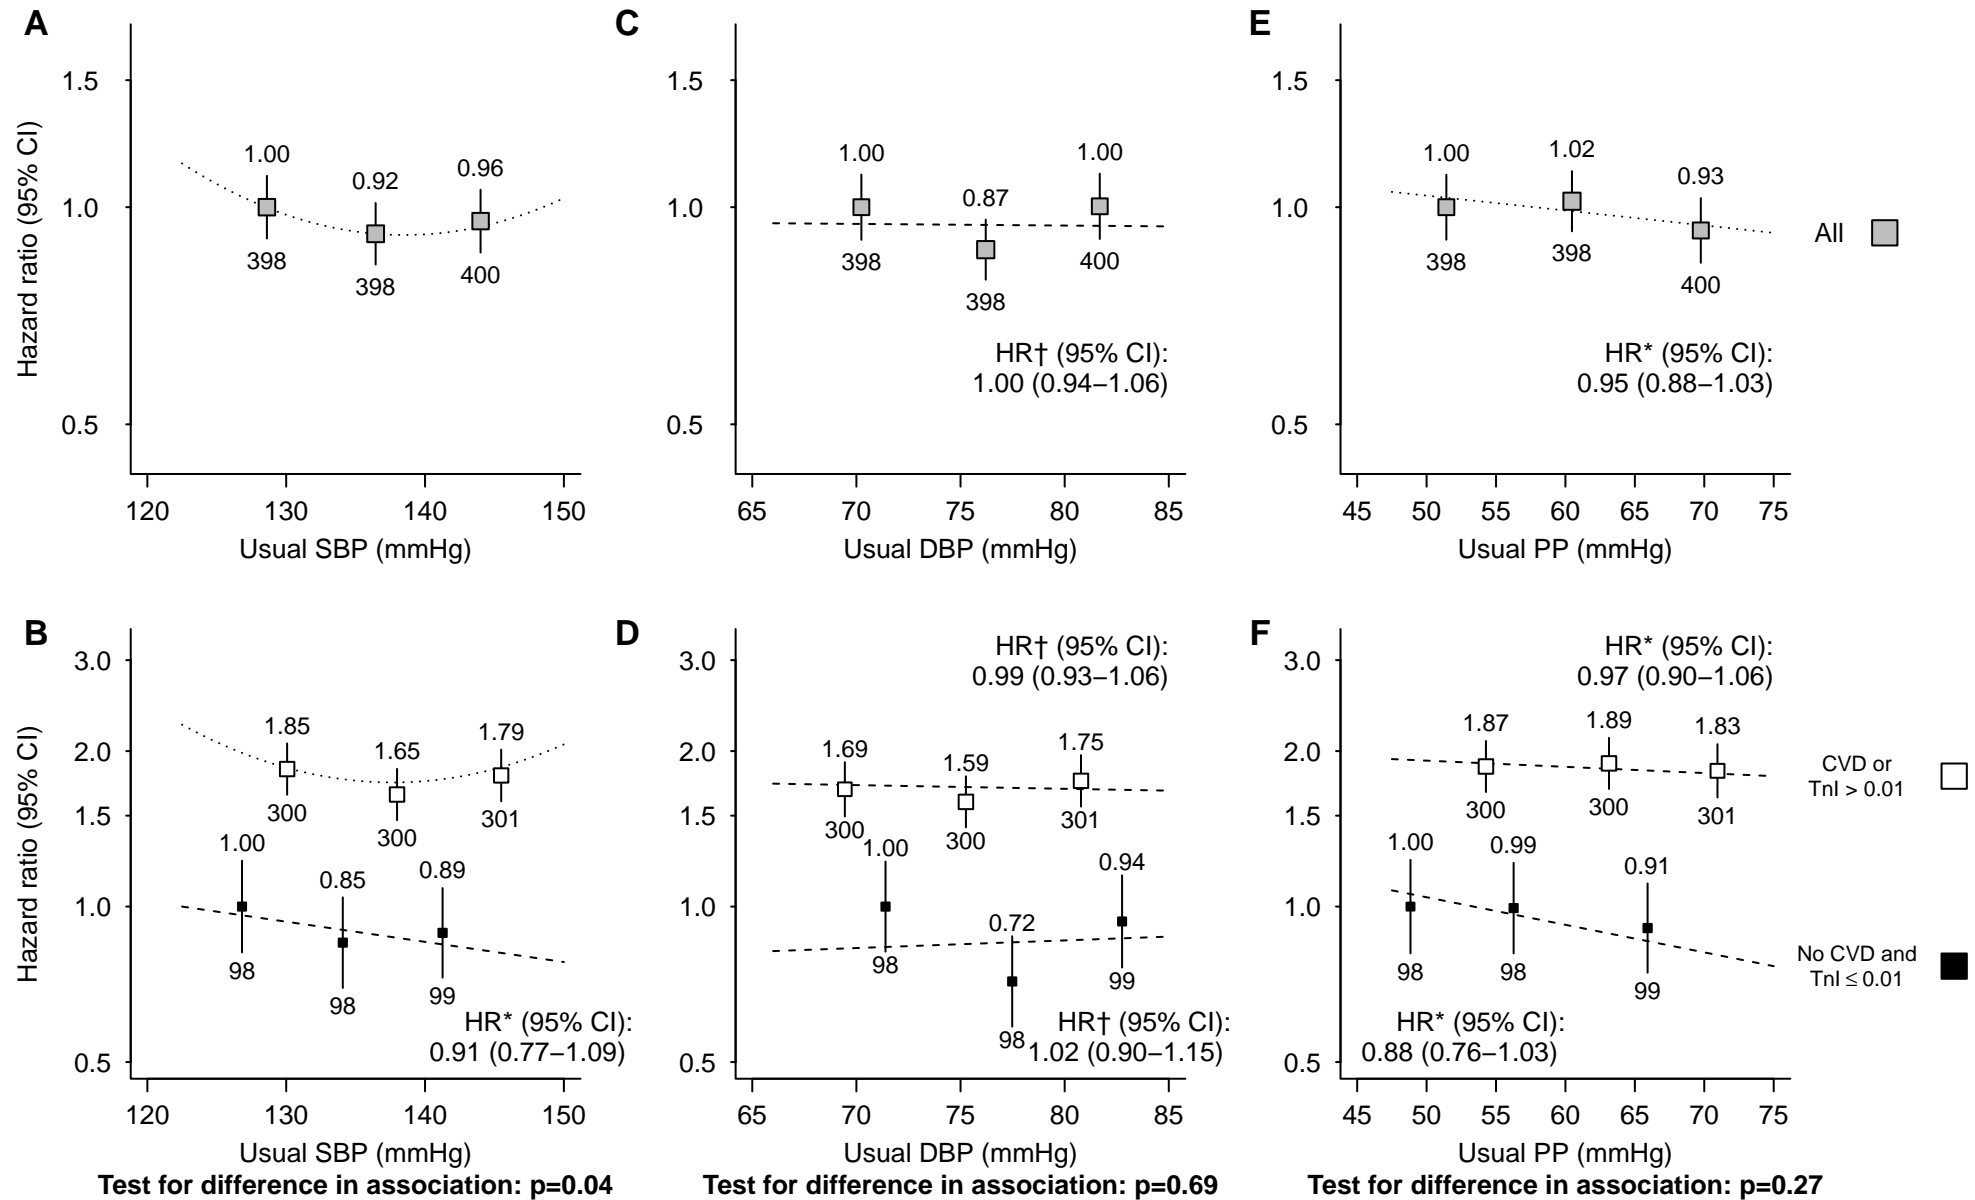 A
Hazard ratio (95% CI)
1.5
1.0
0.5
1.00
0.92
0.96
398
398
400
120 130 140 150
Usual SBP (mmHg)
C
1.5
1.0
0.5
1.00
0.87
1.00
398
398
400
HR† (95% CI):
1.00 (0.94–1.06)
65 70 75 80 85
Usual DBP (mmHg)
E
1.5
1.0
0.5
1.00
1.02
0.93
398
398
400
HR* (95% CI):
0.95 (0.88–1.03)
45 50 55 60 65 70 75
Usual PP (mmHg)
All
B
Hazard ratio (95% CI)
3.0
2.0
1.5
1.0
0.5
1.85
1.65
1.79
300
300
301
1.00
0.85
0.89
98
98
99
HR* (95% CI):
0.91 (0.77–1.09)
120 130 140 150
Usual SBP (mmHg)
Test for difference in association: p=0.04
D
3.0
2.0
1.5
1.0
0.5
HR† (95% CI):
0.99 (0.93–1.06)
1.69
1.59
1.75
300
300
301
1.00
0.72
0.94
98
98
99
HR† (95% CI):
1.02 (0.90–1.15)
65 70 75 80 85
Usual DBP (mmHg)
Test for difference in association: p=0.69
F
3.0
2.0
1.5
1.0
0.5
HR* (95% CI):
0.97 (0.90–1.06)
1.87
1.89
1.83
300
300
301
1.00
0.99
0.91
98
98
99
HR* (95% CI):
0.88 (0.76–1.03)
45 50 55 60 65 70 75
Usual PP (mmHg)
Test for difference in association: p=0.27
CVD or
TnI > 0.01
No CVD and
TnI ≤ 0.01